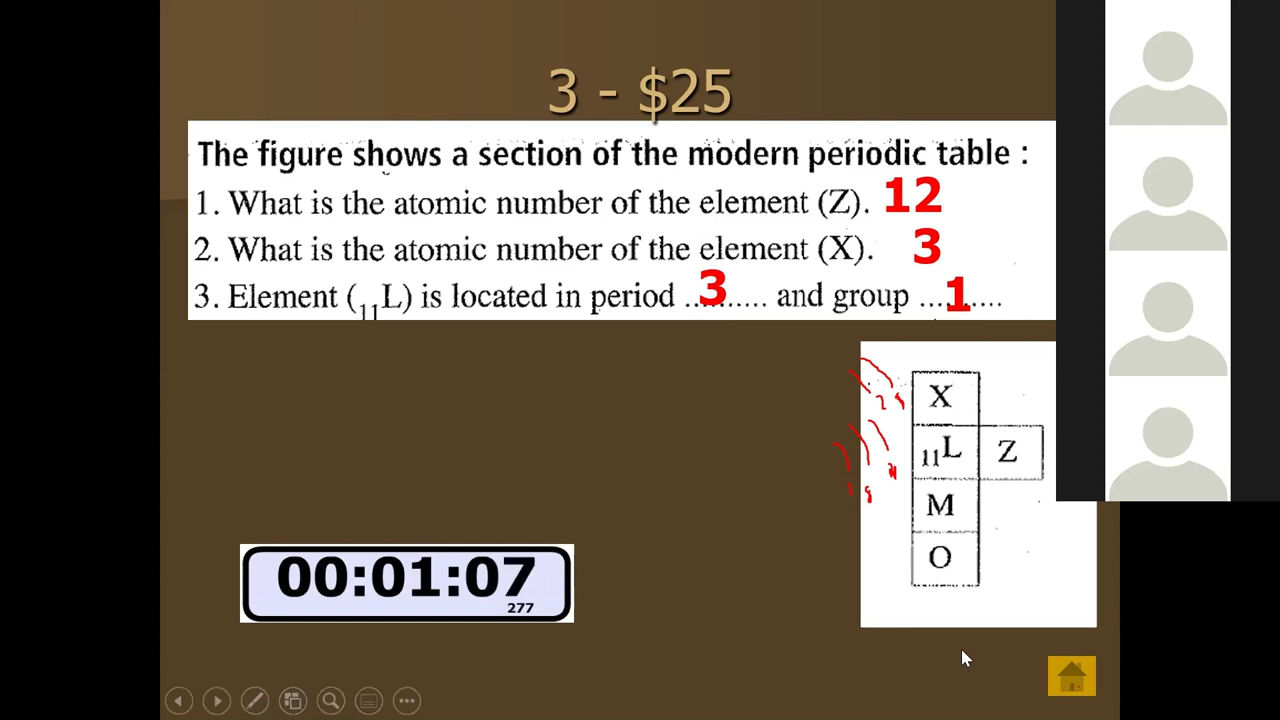 3 - $25
The figure shows a section of the modern periodic table :
1. What is the atomic number of the element (Z). 12
2. What is the atomic number of the element (X). 3
3. Element (₁₁L) is located in period ...3...... and group ...1......
X
₁₁L Z
M
O
00:01:07
277